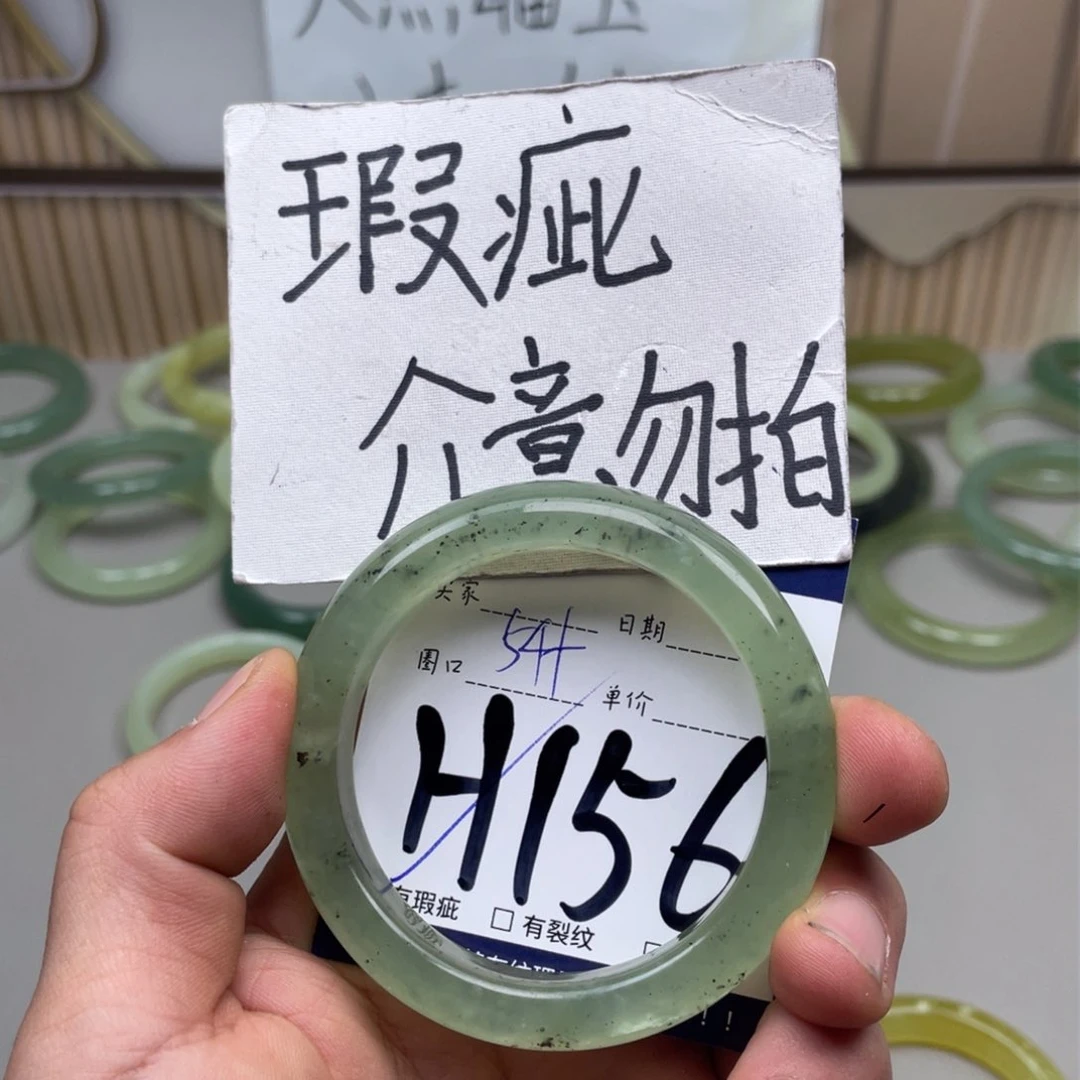 瑕疵
介意勿拍
买家 日期
圈口 54 单价
H156
有瑕疵 □ 有裂纹
!!